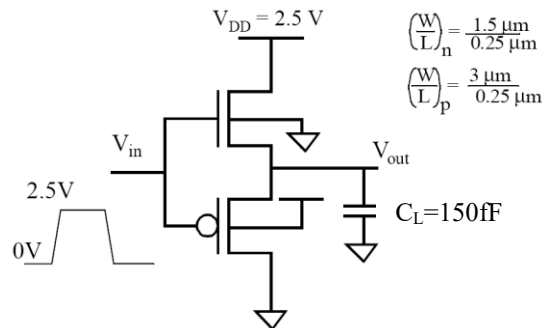 V_DD = 2.5 V
(W/L)_n = 1.5 μm / 0.25 μm
(W/L)_p = 3 μm / 0.25 μm
V_in
V_out
2.5V
0V
C_L=150fF